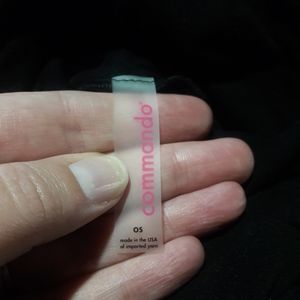 commando®
OS
made in the USA
of imported yarn